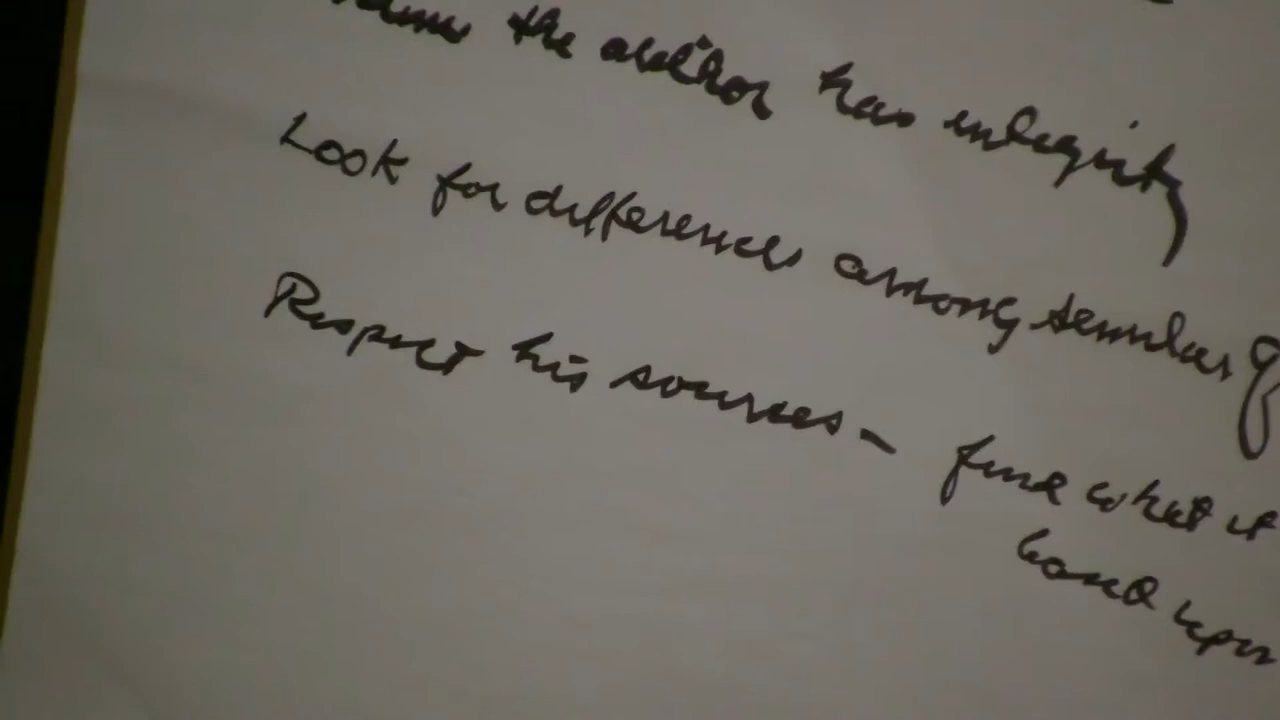 the author has integrity
Look for differences among similar
Respect his sources – find what it
based upon